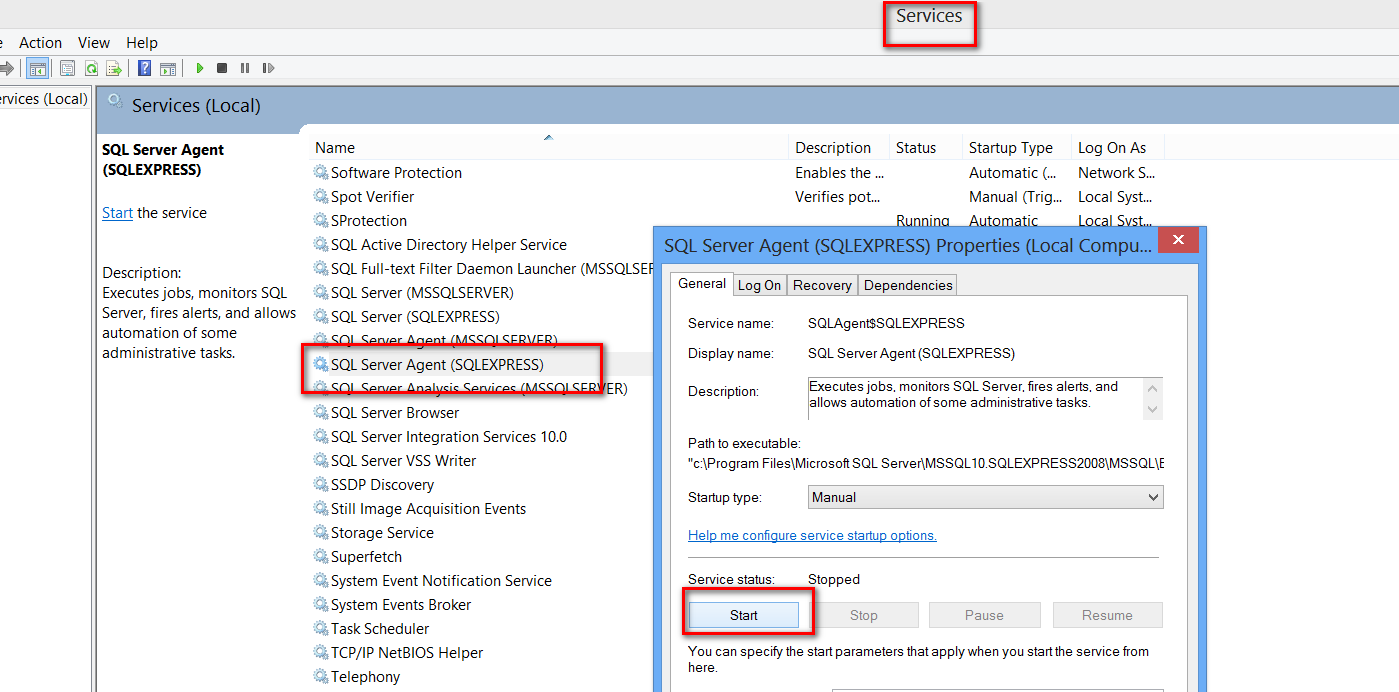 Services
Action View Help
Services (Local)
SQL Server Agent
(SQLEXPRESS)
Start the service
Description:
Executes jobs, monitors SQL
Server, fires alerts, and allows
automation of some
administrative tasks.
Name Description Status Startup Type Log On As
Software Protection Enables the ... Automatic (... Network S...
Spot Verifier Verifies pot... Manual (Trig... Local Syst...
SProtection Running Automatic Local Syst...
SQL Active Directory Helper Service
SQL Full-text Filter Daemon Launcher (MSSQLSER
SQL Server (MSSQLSERVER)
SQL Server (SQLEXPRESS)
SQL Server Agent (MSSQLSERVER)
SQL Server Agent (SQLEXPRESS)
SQL Server Analysis Services (MSSQLSERVER)
SQL Server Browser
SQL Server Integration Services 10.0
SQL Server VSS Writer
SSDP Discovery
Still Image Acquisition Events
Storage Service
Superfetch
System Event Notification Service
System Events Broker
Task Scheduler
TCP/IP NetBIOS Helper
Telephony
SQL Server Agent (SQLEXPRESS) Properties (Local Compu...
General Log On Recovery Dependencies
Service name: SQLAgent$SQLEXPRESS
Display name: SQL Server Agent (SQLEXPRESS)
Description: Executes jobs, monitors SQL Server, fires alerts, and
allows automation of some administrative tasks.
Path to executable:
"c:\Program Files\Microsoft SQL Server\MSSQL10.SQLEXPRESS2008\MSSQL\E
Startup type: Manual
Help me configure service startup options.
Service status: Stopped
Start Stop Pause Resume
You can specify the start parameters that apply when you start the service from
here.